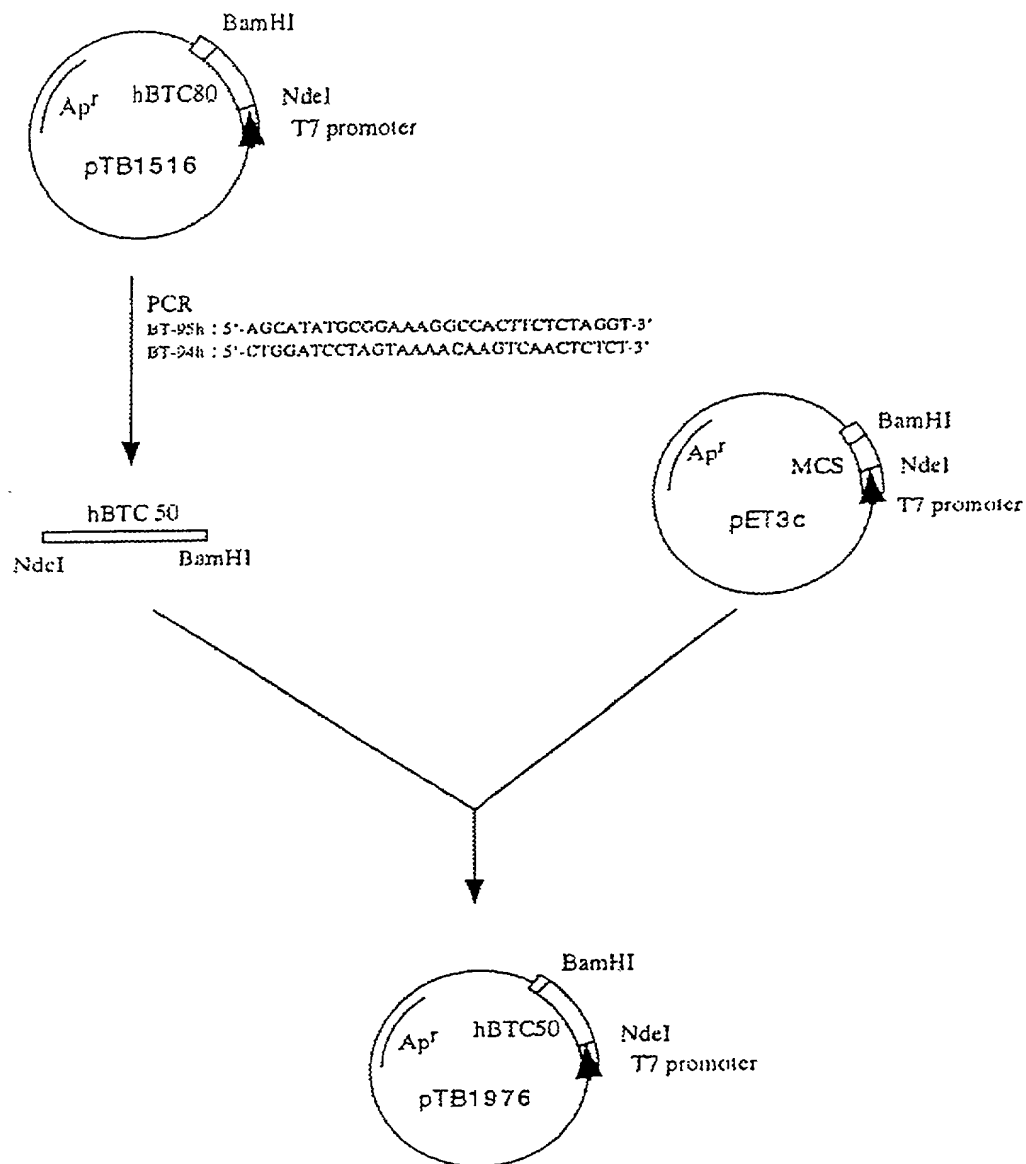 BamHI
hBTC80
NdeI
Apr
T7 promoter
pTB1516
PCR
BT-95h : 5'-AGCATATGCGGAAAGGCCACTTCTCTAGGT-3'
BT-94h : 5'-CTGGATCCTAGTAAAACAAGTCAACTCTCT-3'
BamHI
Apr
MCS
NdeI
T7 promoter
pET3c
hBTC 50
NdeI
BamHI
BamHI
Apr
hBTC50
NdeI
T7 promoter
pTB1976